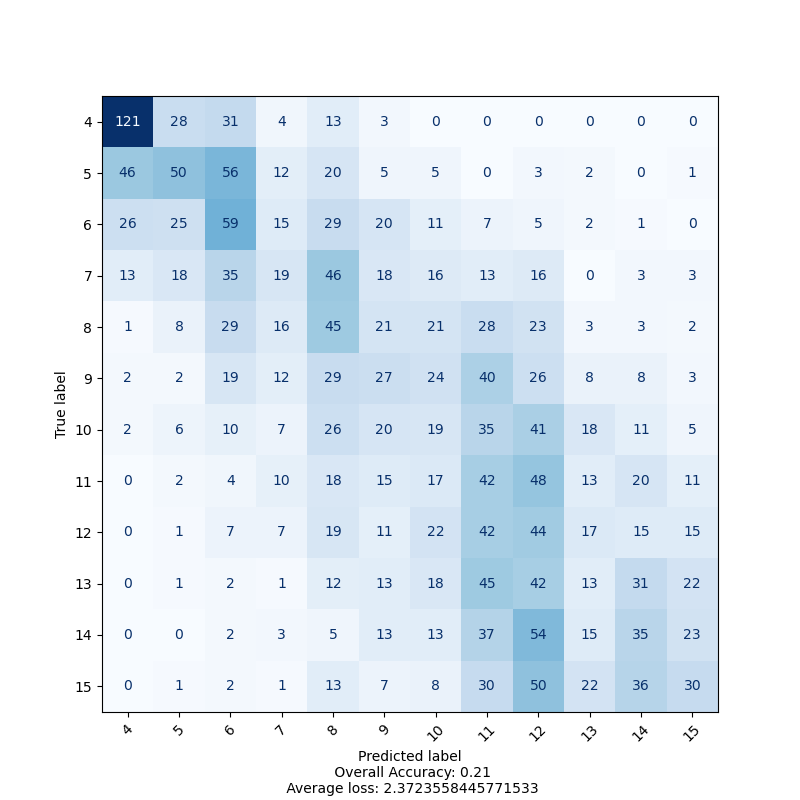 4 121 28 31 4 13 3 0 0 0 0 0 0
5 46 50 56 12 20 5 5 0 3 2 0 1
6 26 25 59 15 29 20 11 7 5 2 1 0
7 13 18 35 19 46 18 16 13 16 0 3 3
8 1 8 29 16 45 21 21 28 23 3 3 2
9 2 2 19 12 29 27 24 40 26 8 8 3
True label
10 2 6 10 7 26 20 19 35 41 18 11 5
11 0 2 4 10 18 15 17 42 48 13 20 11
12 0 1 7 7 19 11 22 42 44 17 15 15
13 0 1 2 1 12 13 18 45 42 13 31 22
14 0 0 2 3 5 13 13 37 54 15 35 23
15 0 1 2 1 13 7 8 30 50 22 36 30
4 5 6 7 8 9 10 11 12 13 14 15
Predicted label
Overall Accuracy: 0.21
Average loss: 2.3723558445771533